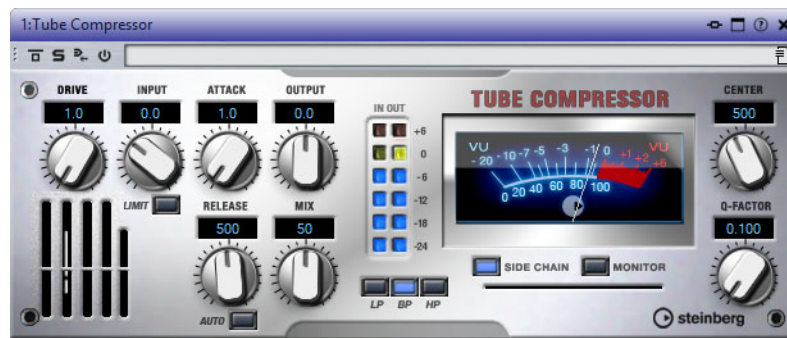 1:Tube Compressor
DRIVE INPUT ATTACK OUTPUT
1.0 0.0 1.0 0.0
IN OUT
+6
0
-6
-12
-18
-24
TUBE COMPRESSOR
VU VU
- 20 -10 -7 -5 -3 -1 0 +1 +2 +6
0 20 40 60 80 100
CENTER
500
LIMIT
RELEASE MIX
500 50
Q-FACTOR
0.100
AUTO
LP BP HP
SIDE CHAIN MONITOR
steinberg